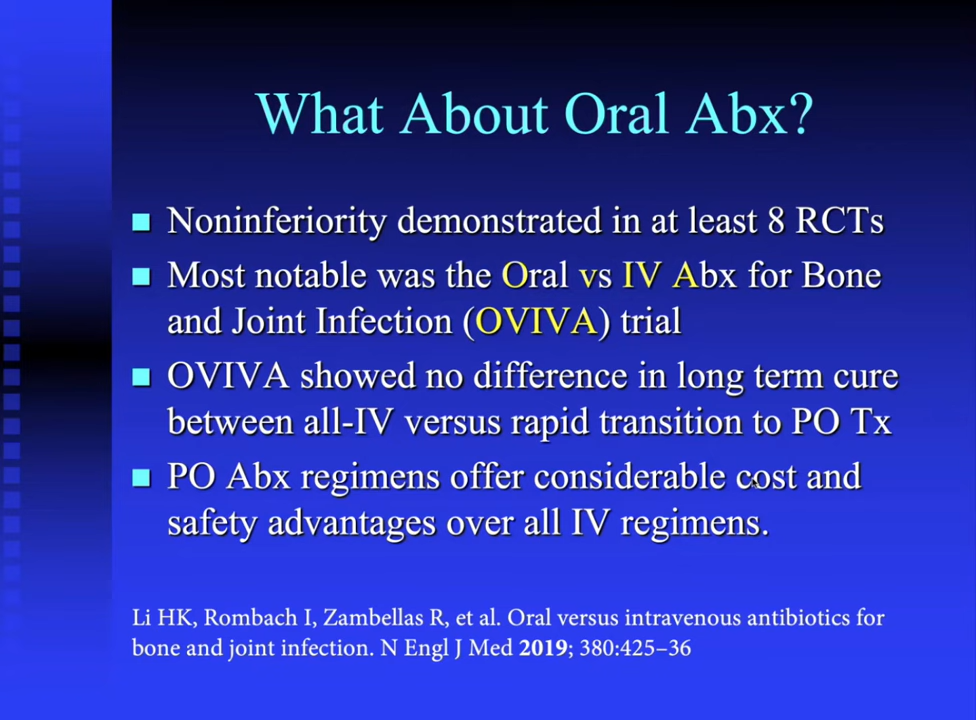 What About Oral Abx?
Noninferiority demonstrated in at least 8 RCTs
Most notable was the Oral vs IV Abx for Bone
and Joint Infection (OVIVA) trial
OVIVA showed no difference in long term cure
between all-IV versus rapid transition to PO Tx
PO Abx regimens offer considerable cost and
safety advantages over all IV regimens.
Li HK, Rombach I, Zambellas R, et al. Oral versus intravenous antibiotics for
bone and joint infection. N Engl J Med 2019; 380:425–36